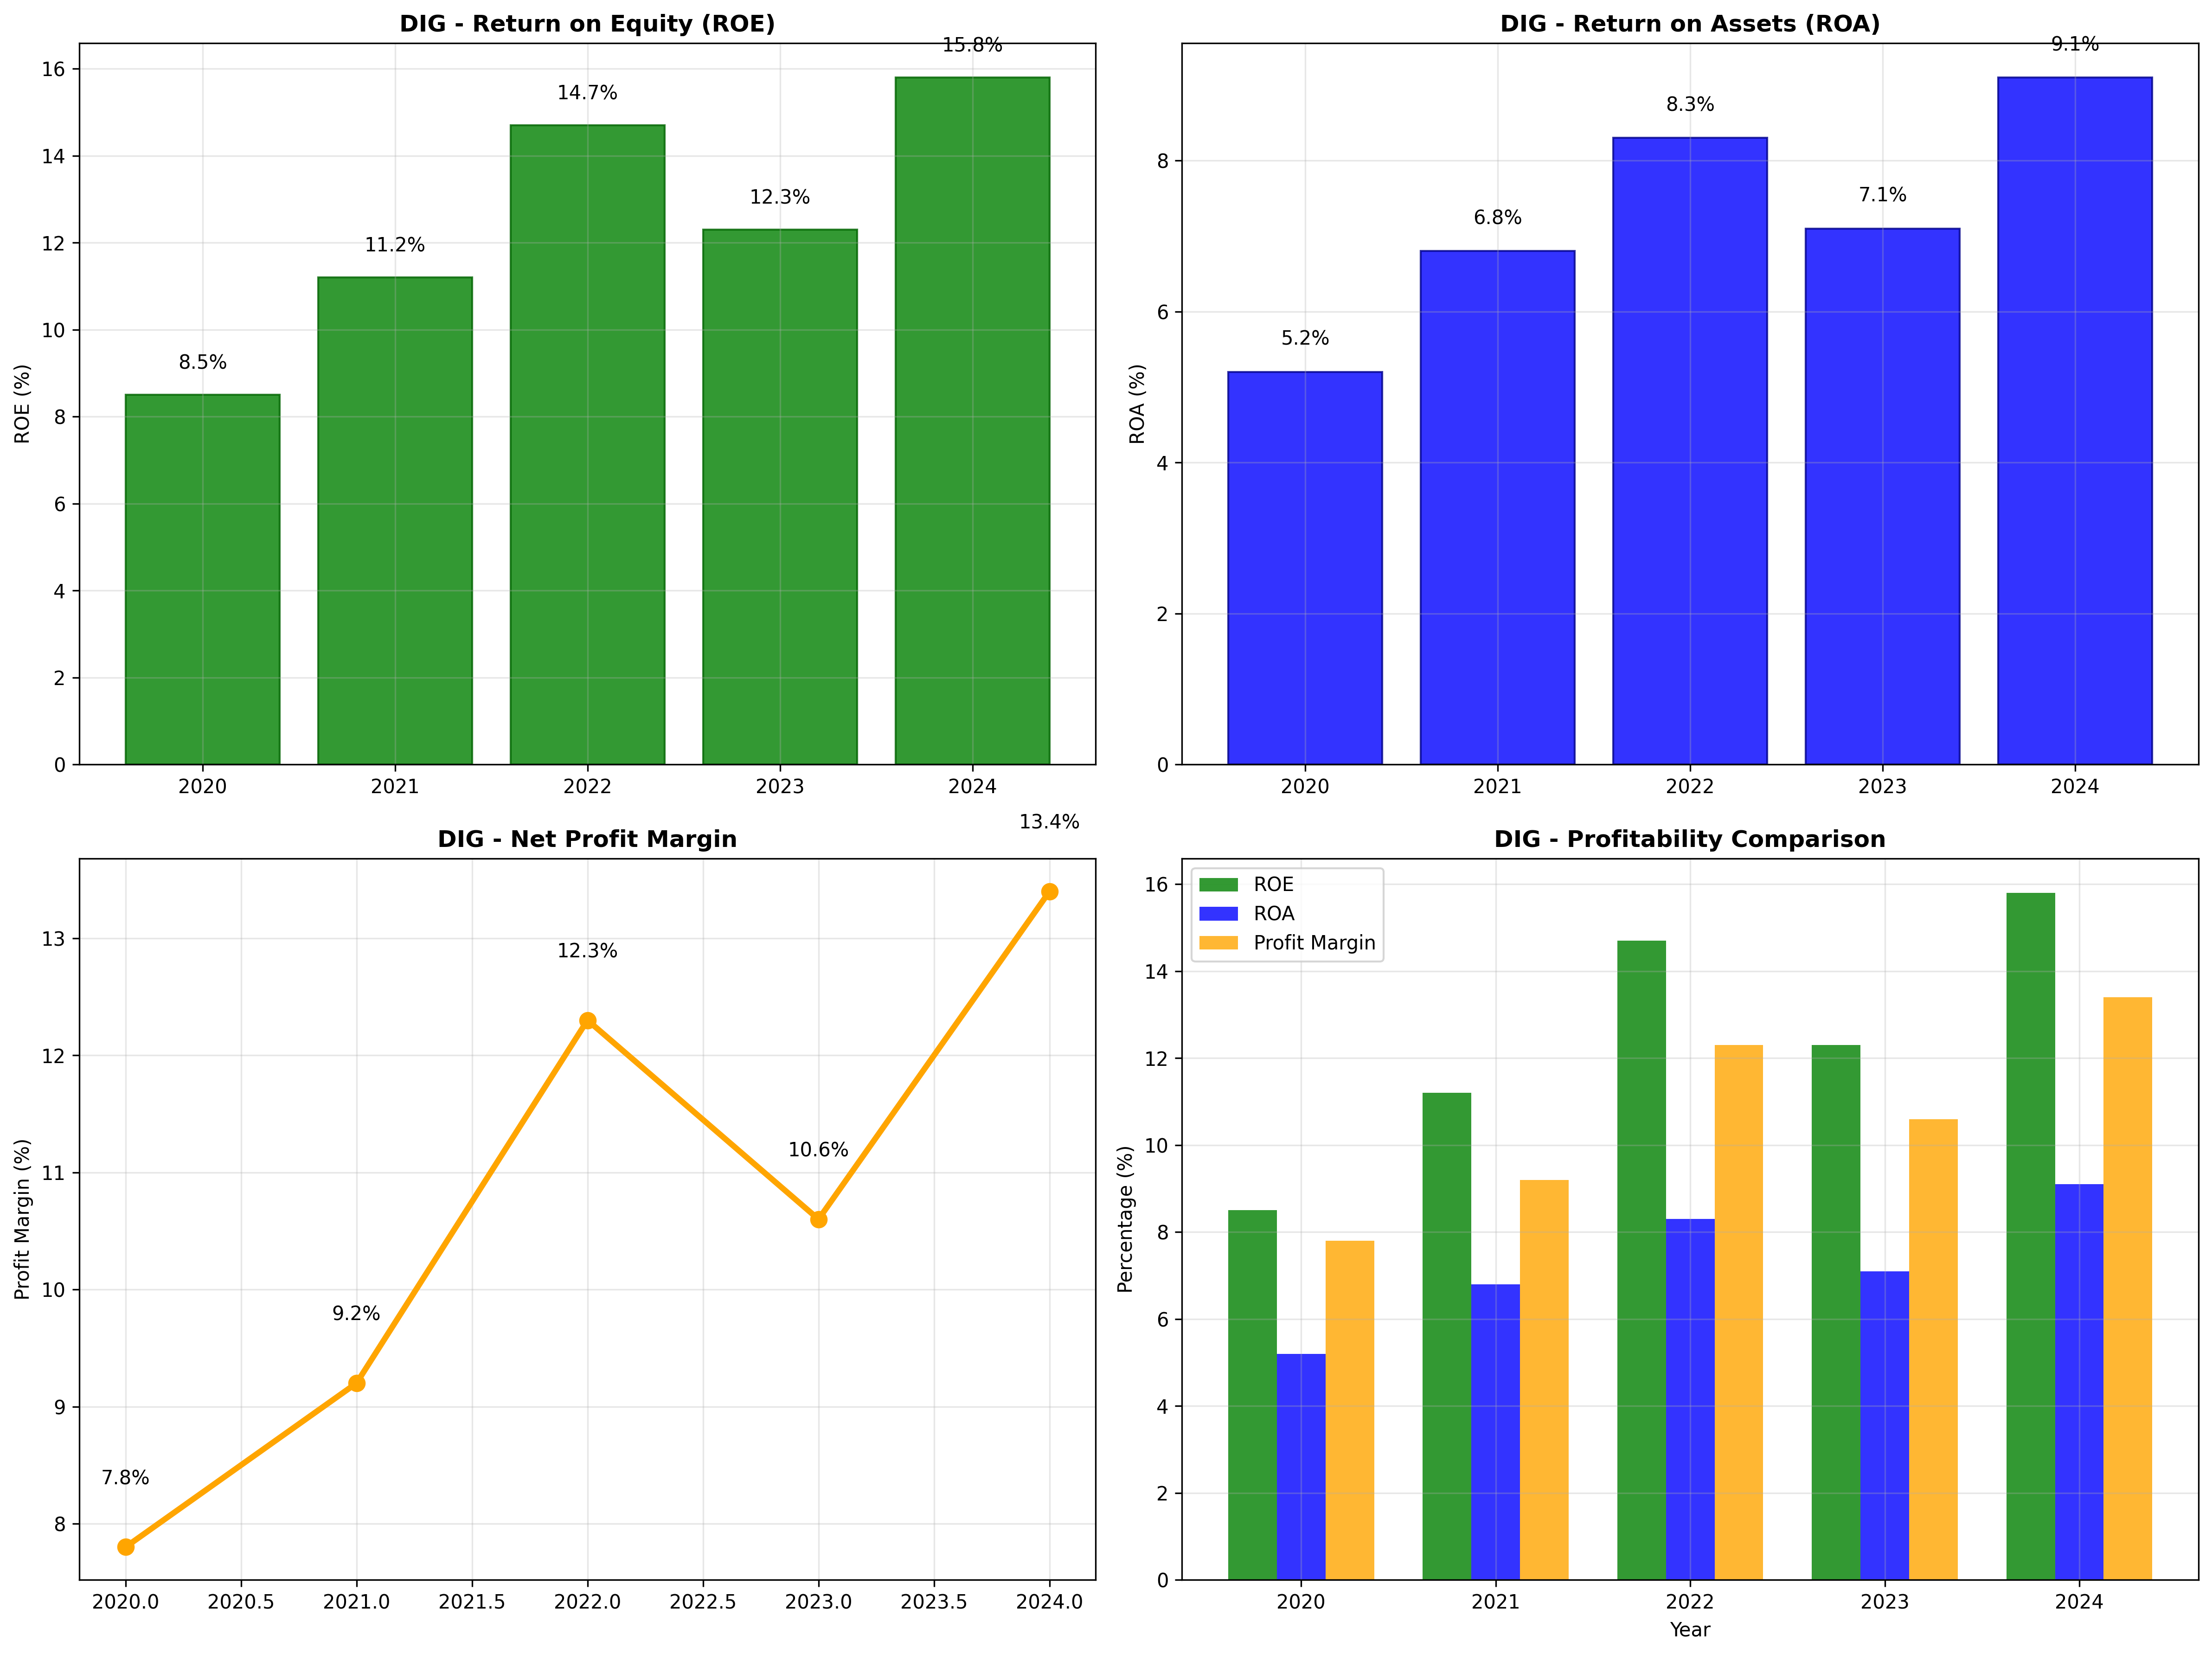 DIG - Return on Equity (ROE)
15.8%
14.7%
12.3%
11.2%
8.5%
16
14
12
10
8
6
4
2
0
ROE (%)
2020 2021 2022 2023 2024
DIG - Return on Assets (ROA)
9.1%
8.3%
7.1%
6.8%
5.2%
8
6
4
2
0
ROA (%)
2020 2021 2022 2023 2024
DIG - Net Profit Margin
13.4%
12.3%
10.6%
9.2%
7.8%
13
12
11
10
9
8
Profit Margin (%)
2020.0 2020.5 2021.0 2021.5 2022.0 2022.5 2023.0 2023.5 2024.0
DIG - Profitability Comparison
ROE
ROA
Profit Margin
16
14
12
10
8
6
4
2
0
Percentage (%)
2020 2021 2022 2023 2024
Year